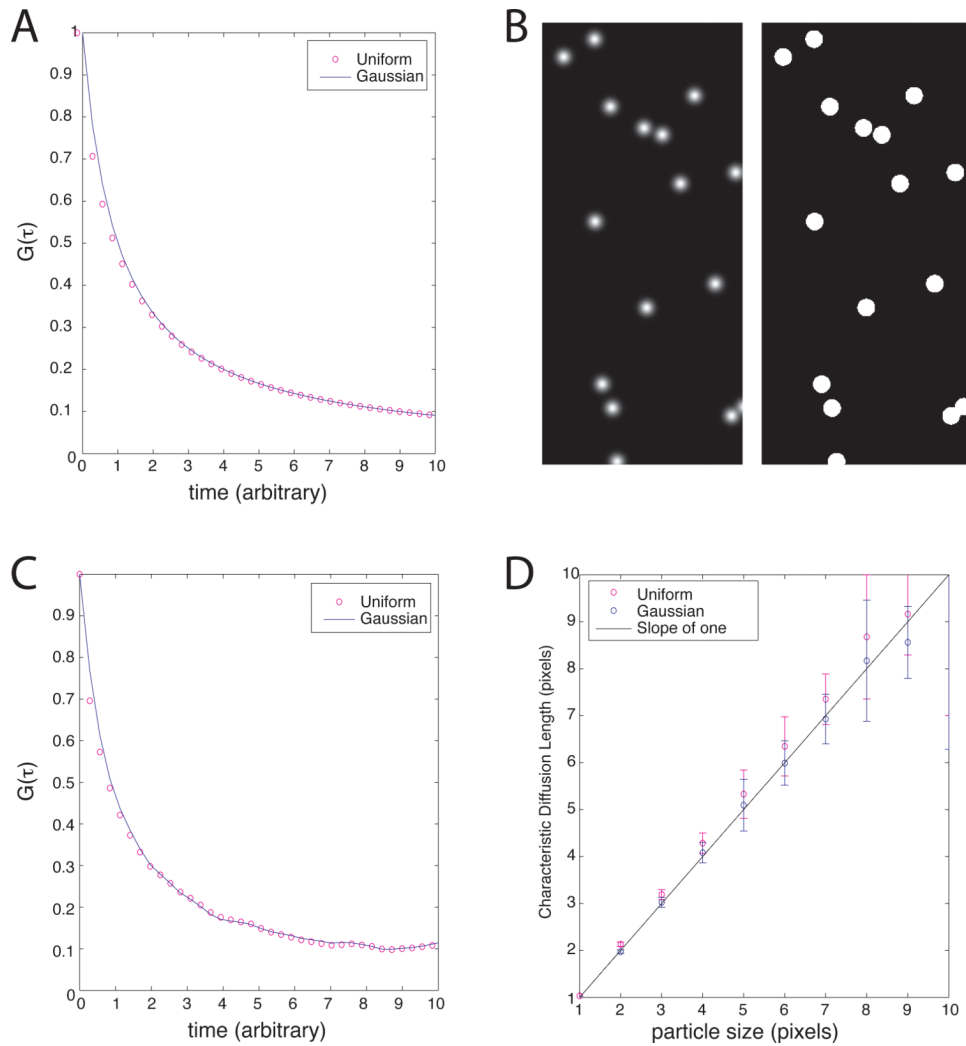 A
1
0.9
0.8
0.7
0.6
0.5
0.4
0.3
0.2
0.1
0
G(τ)
Uniform
Gaussian
0 1 2 3 4 5 6 7 8 9 10
time (arbitrary)
B
C
0.9
0.8
0.7
0.6
0.5
0.4
0.3
0.2
0.1
0
G(τ)
Uniform
Gaussian
0 1 2 3 4 5 6 7 8 9 10
time (arbitrary)
D
10
9
8
7
6
5
4
3
2
1
Characteristic Diffusion Length (pixels)
Uniform
Gaussian
Slope of one
1 2 3 4 5 6 7 8 9 10
particle size (pixels)